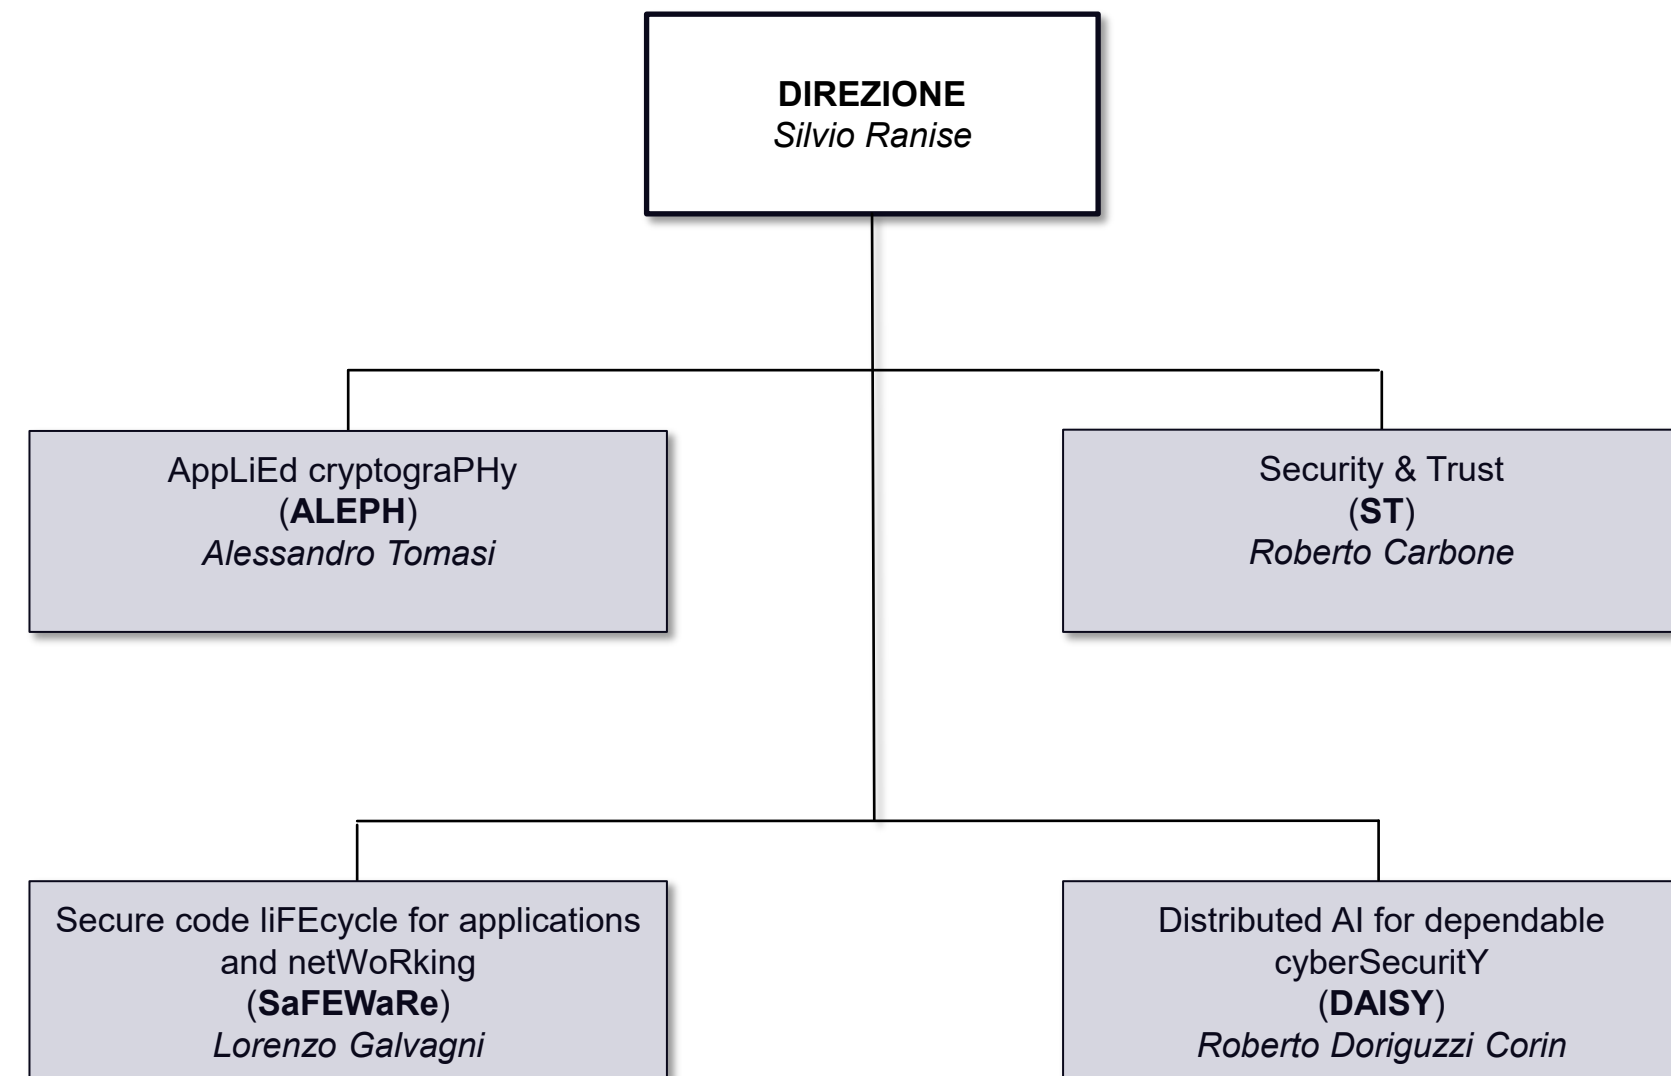 DIREZIONE
Silvio Ranise
AppLiEd cryptograPHy
(ALEPH)
Alessandro Tomasi
Security & Trust
(ST)
Roberto Carbone
Secure code liFEcycle for applications
and netWoRking
(SaFEWaRe)
Lorenzo Galvagni
Distributed AI for dependable
cyberSecuritY
(DAISY)
Roberto Doriguzzi Corin